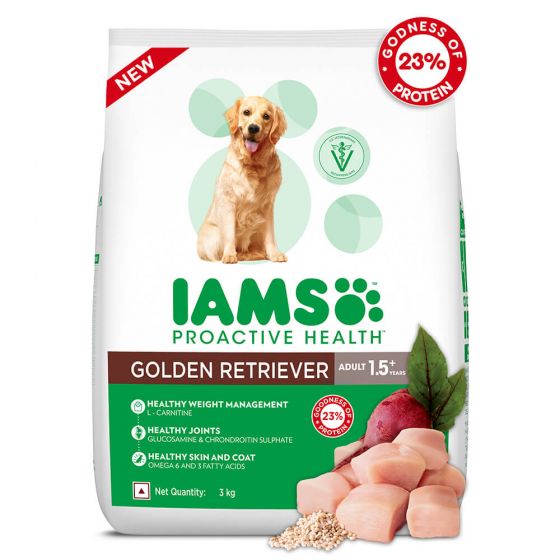 GOODNESS OF
23%
PROTEIN
NEW
V
IAMS™
PROACTIVE HEALTH™
GOLDEN RETRIEVER
ADULT 1.5+
YEARS
HEALTHY WEIGHT MANAGEMENT
L - CARNITINE
HEALTHY JOINTS
GLUCOSAMINE & CHRONDROITIN SULPHATE
HEALTHY SKIN AND COAT
OMEGA 6 AND 3 FATTY ACIDS
GOODNESS OF
23%
PROTEIN
Net Quantity: 3 kg